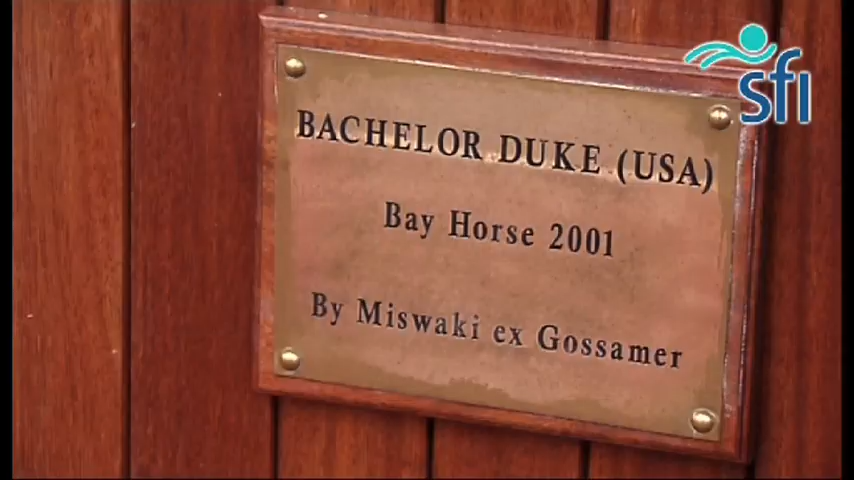 sfi
BACHELOR DUKE (USA)
Bay Horse 2001
By Miswaki ex Gossamer